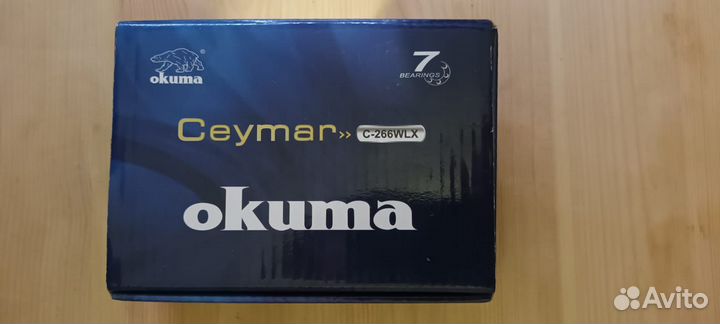 okuma
7
BEARINGS
Ceymar» C-266WLX
okuma
Avito